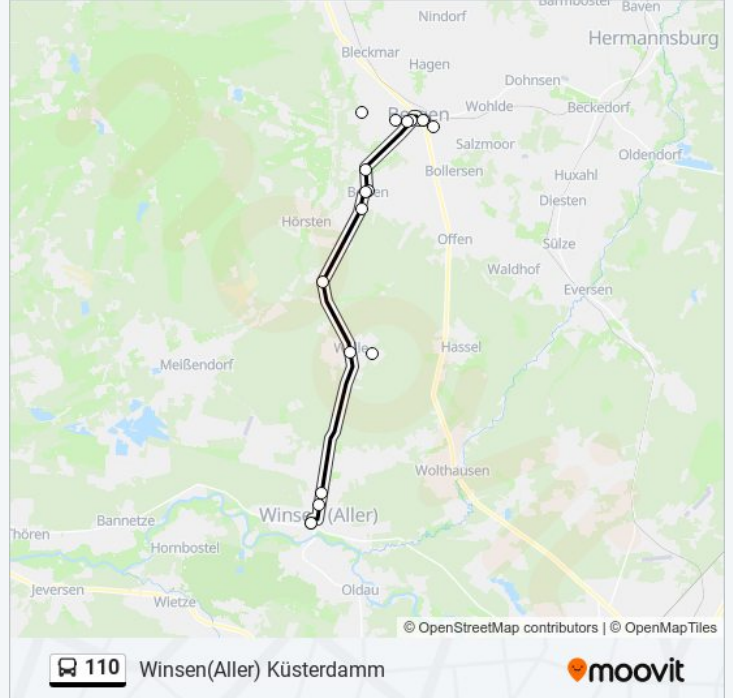 Nindorf
Barmbostel
Baven
Hermannsburg
Bleckmar
Hagen
Dohnsen
Wohlde
Beckedorf
Salzmoor
Oldendorf
Bollersen
Huxahl
Diesten
Hörsten
Offen
Sülze
Waldhof
Eversen
Hassel
Meißendorf
Wolthausen
Winsen (Aller)
Bannetze
Thören
Hornbostel
Jeversen
Wietze
Oldau
© OpenStreetMap contributors | © OpenMapTiles
110 Winsen(Aller) Küsterdamm
moovit